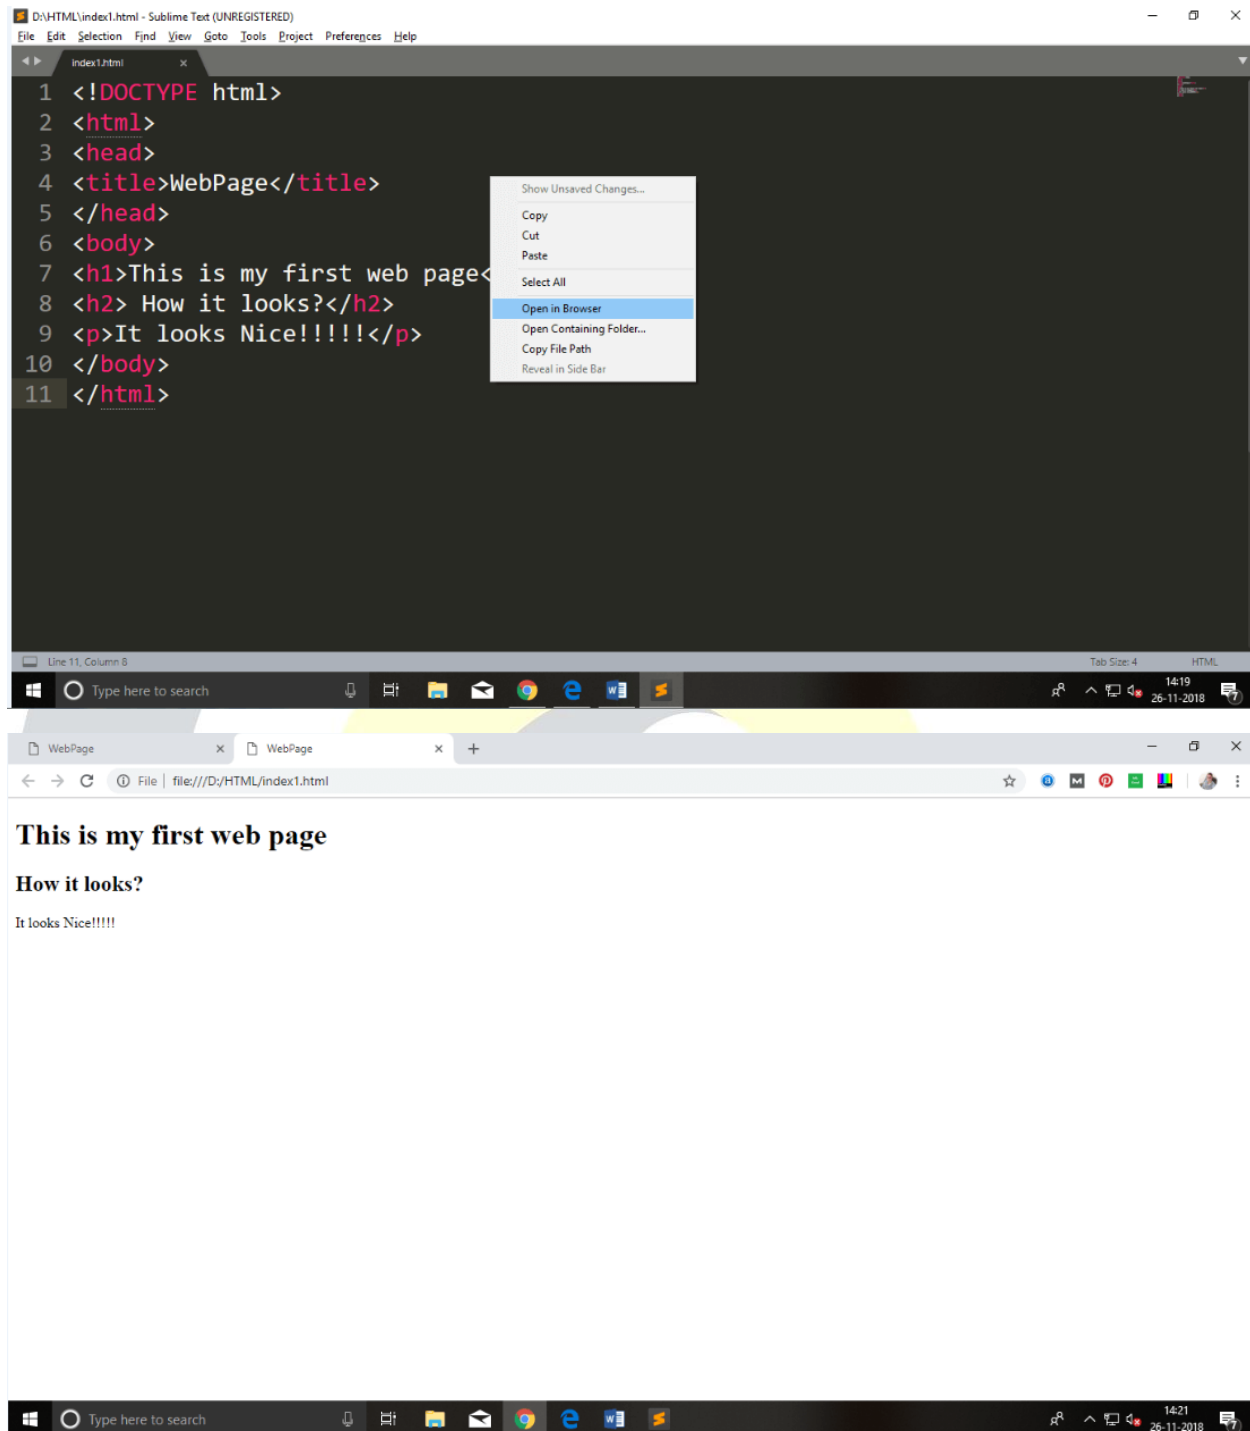 D:\HTML\index1.html - Sublime Text (UNREGISTERED)
File Edit Selection Find View Goto Tools Project Preferences Help
index1.html
1 <!DOCTYPE html>
2 <html>
3 <head>
4 <title>WebPage</title>
5 </head>
6 <body>
7 <h1>This is my first web page<
8 <h2> How it looks?</h2>
9 <p>It looks Nice!!!!!</p>
10 </body>
11 </html>
Show Unsaved Changes...
Copy
Cut
Paste
Select All
Open in Browser
Open Containing Folder...
Copy File Path
Reveal in Side Bar
Line 11, Column 8 Tab Size: 4 HTML
Type here to search
14:19
26-11-2018
WebPage WebPage
File file:///D:/HTML/index1.html
This is my first web page
How it looks?
It looks Nice!!!!!
Type here to search
14:21
26-11-2018